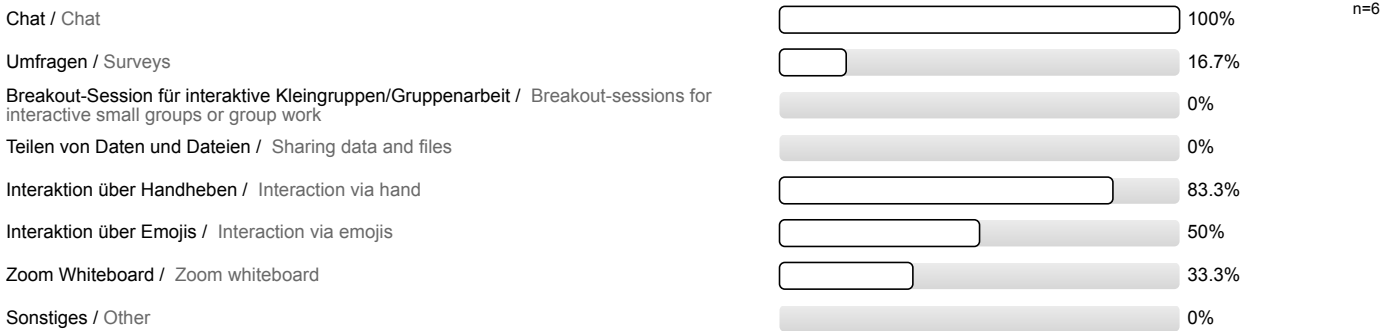 Chat / Chat 100% n=6
Umfragen / Surveys 16.7%
Breakout-Session für interaktive Kleingruppen/Gruppenarbeit / Breakout-sessions for
interactive small groups or group work 0%
Teilen von Daten und Dateien / Sharing data and files 0%
Interaktion über Handheben / Interaction via hand 83.3%
Interaktion über Emojis / Interaction via emojis 50%
Zoom Whiteboard / Zoom whiteboard 33.3%
Sonstiges / Other 0%